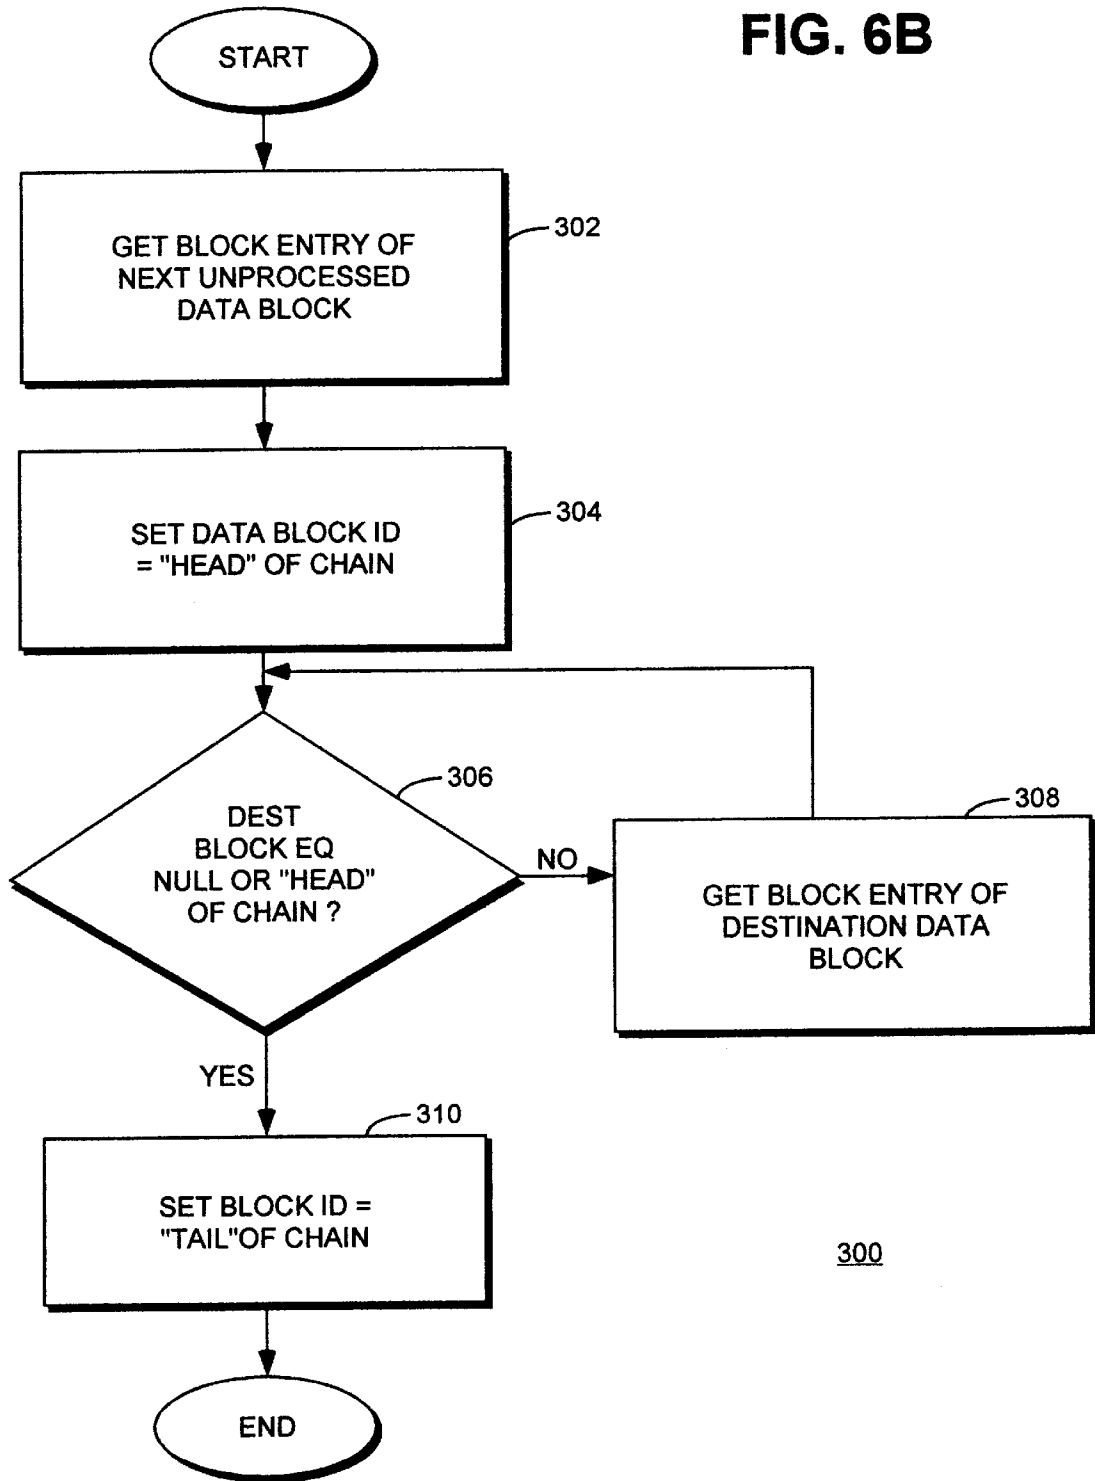 FIG. 6B
START
GET BLOCK ENTRY OF
NEXT UNPROCESSED
DATA BLOCK
302
SET DATA BLOCK ID
= "HEAD" OF CHAIN
304
DEST
BLOCK EQ
NULL OR "HEAD"
OF CHAIN ?
306
NO
308
GET BLOCK ENTRY OF
DESTINATION DATA
BLOCK
YES
310
SET BLOCK ID =
"TAIL"OF CHAIN
300
END